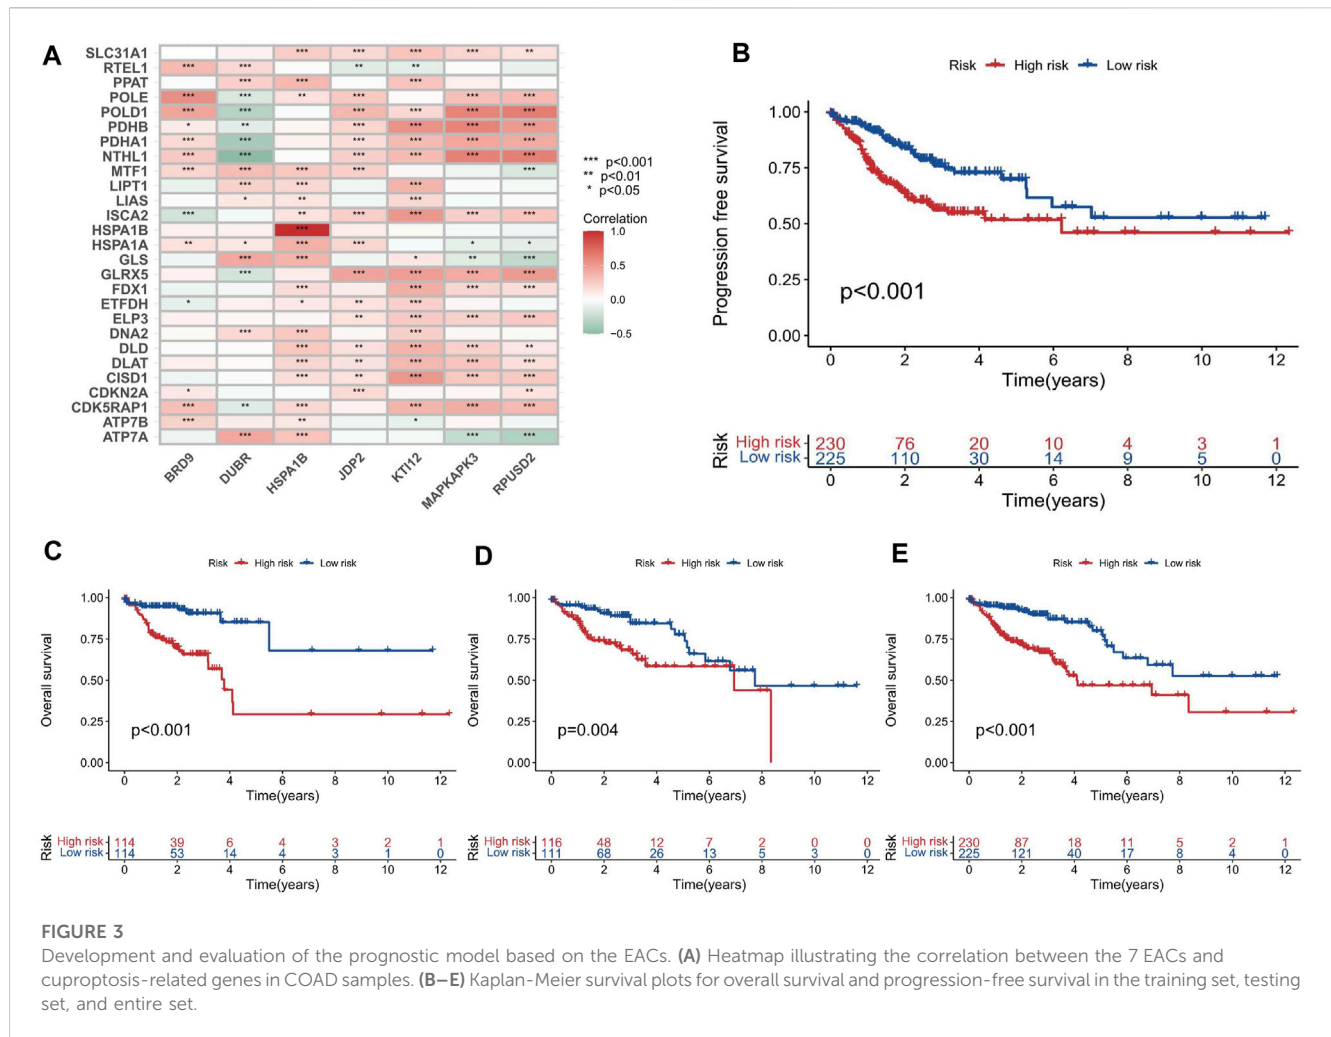 A
SLC31A1 *** *** *** *** **
RTEL1 *** *** ** **
PPAT *** *** ***
POLE *** *** ** *** *** ***
POLD1 *** *** *** *** *** ***
PDHB * ** *** *** *** ***
PDHA1 *** *** *** *** *** ***
NTHL1 *** *** *** *** *** ***
MTF1 *** *** *** *** ***
LIPT1 *** *** ***
LIAS * ** ***
ISCA2 *** ** *** *** *** ***
HSPA1B ***
HSPA1A ** * *** *** * *
GLS *** *** * ** ***
GLRX5 *** *** *** *** ***
FDX1 *** *** *** ***
ETFDH * * ** ***
ELP3 ** *** *** ***
DNA2 *** *** ***
DLD *** ** *** *** **
DLAT *** ** *** *** ***
CISD1 *** ** *** *** ***
CDKN2A * *** **
CDK5RAP1 *** ** *** *** *** ***
ATP7B *** ** *
ATP7A *** *** *** ***
BRD9 DUBR HSPA1B JDP2 KTI12 MAPKAPK3 RPUSD2
*** p<0.001
** p<0.01
* p<0.05
Correlation
1.0
0.5
0.0
−0.5
B
Risk High risk Low risk
Progression free survival
1.00
0.75
0.50
0.25
0.00
p<0.001
0 2 4 6 8 10 12
Time(years)
Risk
High risk 230 76 20 10 4 3 1
Low risk 225 110 30 14 9 5 0
0 2 4 6 8 10 12
Time(years)
C
Risk High risk Low risk
Overall survival
1.00
0.75
0.50
0.25
0.00
p<0.001
0 2 4 6 8 10 12
Time(years)
Risk
High risk 114 39 6 4 3 2 1
Low risk 114 53 14 4 3 1 0
0 2 4 6 8 10 12
Time(years)
D
Risk High risk Low risk
Overall survival
1.00
0.75
0.50
0.25
0.00
p=0.004
0 2 4 6 8 10 12
Time(years)
Risk
High risk 116 48 12 7 2 0 0
Low risk 111 68 26 13 5 3 0
0 2 4 6 8 10 12
Time(years)
E
Risk High risk Low risk
Overall survival
1.00
0.75
0.50
0.25
0.00
p<0.001
0 2 4 6 8 10 12
Time(years)
Risk
High risk 230 87 18 11 5 2 1
Low risk 225 121 40 17 8 4 0
0 2 4 6 8 10 12
Time(years)
FIGURE 3
Development and evaluation of the prognostic model based on the EACs. (A) Heatmap illustrating the correlation between the 7 EACs and
cuproptosis-related genes in COAD samples. (B–E) Kaplan-Meier survival plots for overall survival and progression-free survival in the training set, testing
set, and entire set.